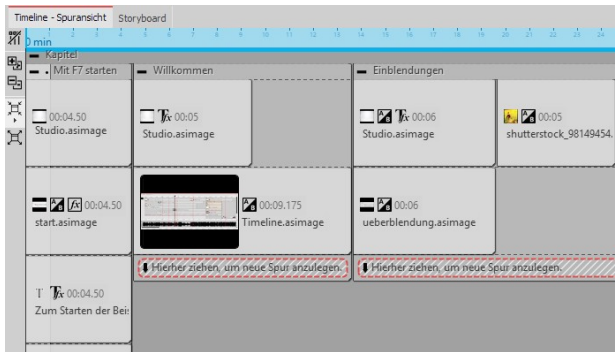 Timeline - Spuransicht Storyboard
0 min
Kapitel
Mit F7 starten Willkommen Einblendungen
00:04.50 00:05 00:06 00:05
Studio.asimage Studio.asimage Studio.asimage shutterstock_98149454.
00:04.50 00:09.175 00:06
start.asimage Timeline.asimage ueberblendung.asimage
Hierher ziehen, um neue Spur anzulegen. Hierher ziehen, um neue Spur anzulegen.
T fx 00:04.50
Zum Starten der Beis